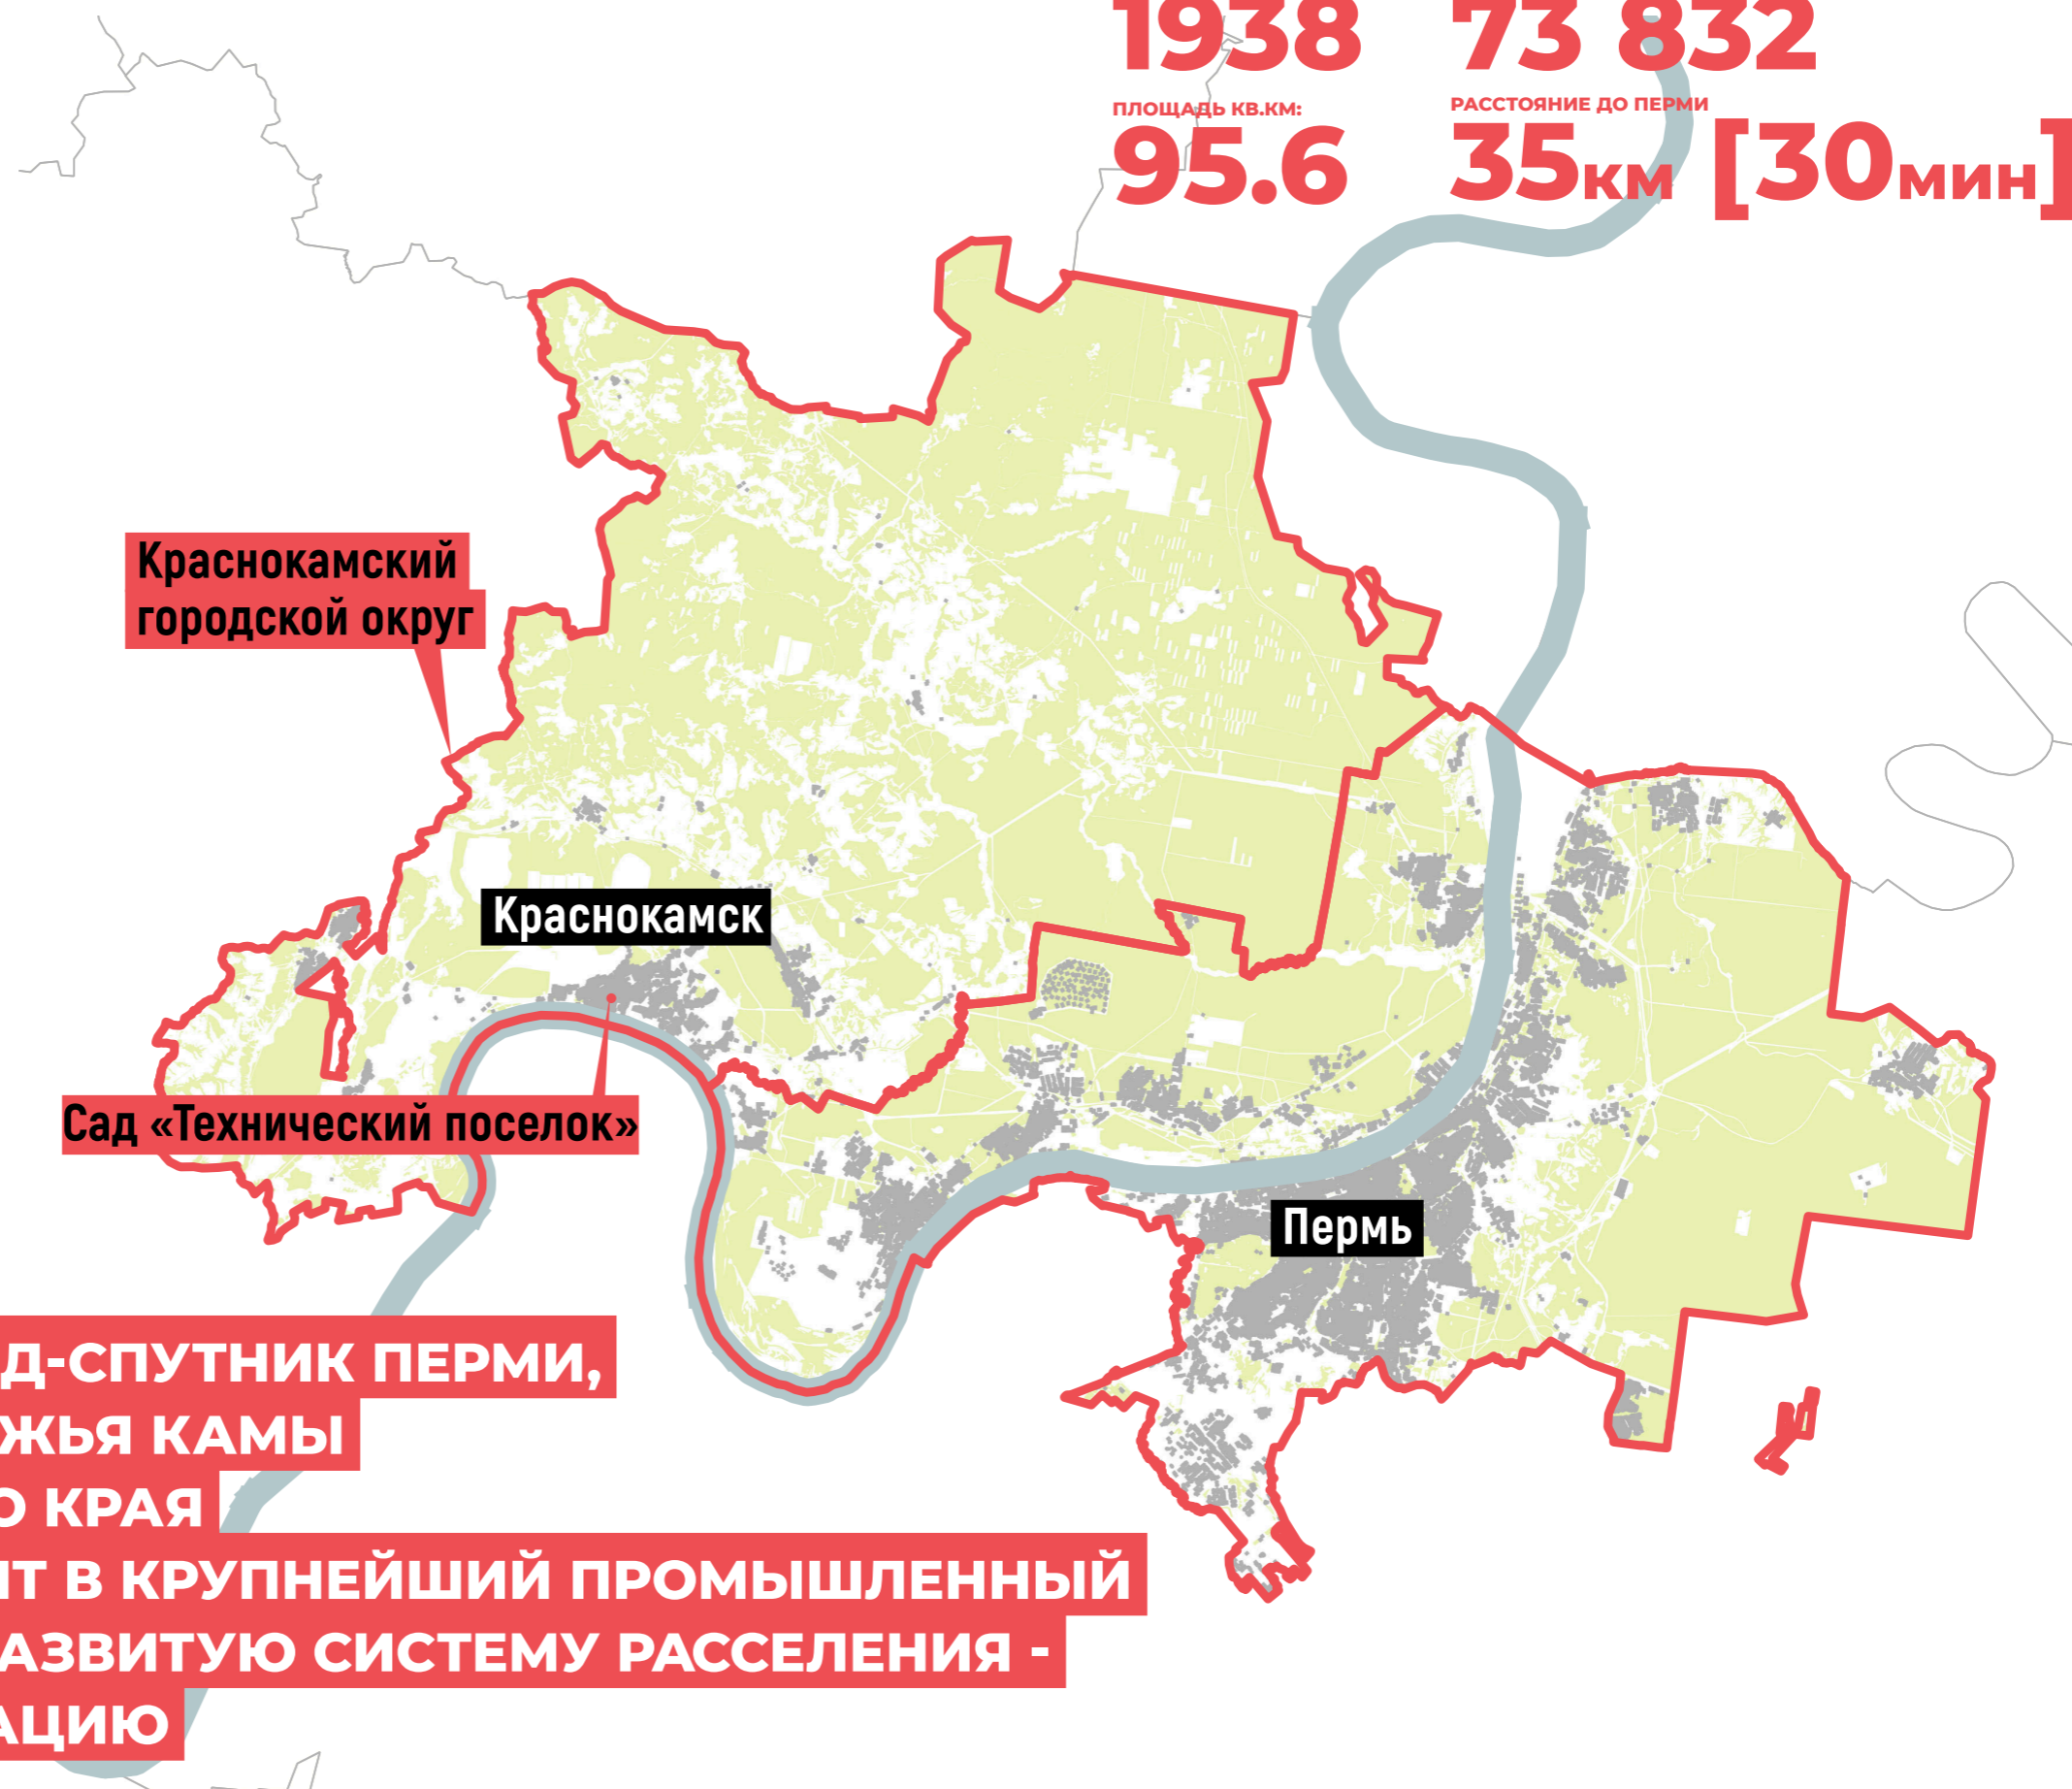 1938 73 832
ПЛОЩАДЬ КВ.КМ: РАССТОЯНИЕ ДО ПЕРМИ
95.6 35км [30мин]
Краснокамский
городской округ
Краснокамск
Сад «Технический поселок»
Пермь
Д-СПУТНИК ПЕРМИ,
ЖЬЯ КАМЫ
О КРАЯ
ИТ В КРУПНЕЙШИЙ ПРОМЫШЛЕННЫЙ
АЗВИТУЮ СИСТЕМУ РАССЕЛЕНИЯ -
АЦИЮ